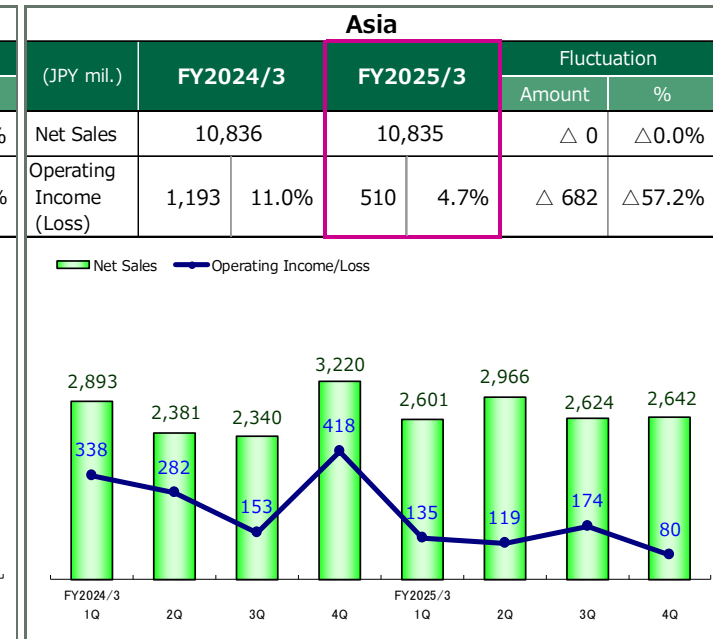 Asia
(JPY mil.) FY2024/3 FY2025/3 Fluctuation
Amount %
% Net Sales 10,836 10,835 △ 0 △0.0%
Operating
% Income 1,193 11.0% 510 4.7% △ 682 △57.2%
(Loss)
Net Sales Operating Income/Loss
2,893 2,381 2,340 3,220 2,601 2,966 2,624 2,642
338 282 153 418 135 119 174 80
FY2024/3 FY2025/3
1Q 2Q 3Q 4Q 1Q 2Q 3Q 4Q